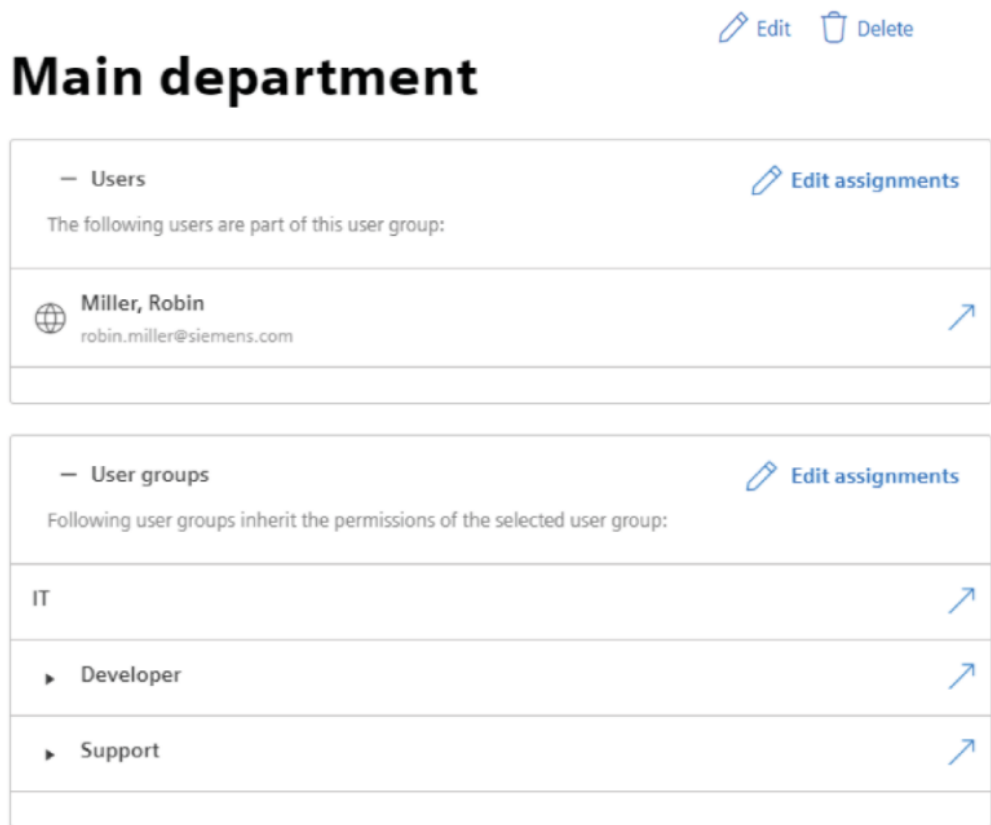 Edit Delete
Main department
Users Edit assignments
The following users are part of this user group:
Miller, Robin
robin.miller@siemens.com
User groups Edit assignments
Following user groups inherit the permissions of the selected user group:
IT
Developer
Support